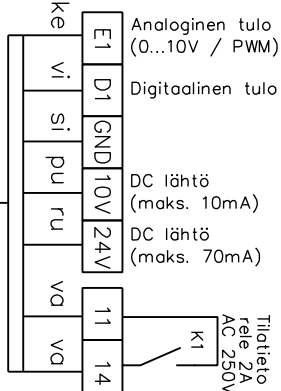 ke
E1
Analoginen tulo
(0...10V / PWM)
vi
D1
Digitaalinen tulo
si
GND
pu
10V
DC lähtö
(maks. 10mA)
ru
24V
DC lähtö
(maks. 70mA)
va
11
va
14
K1
Tilatieto
rele 2A
AC 250V